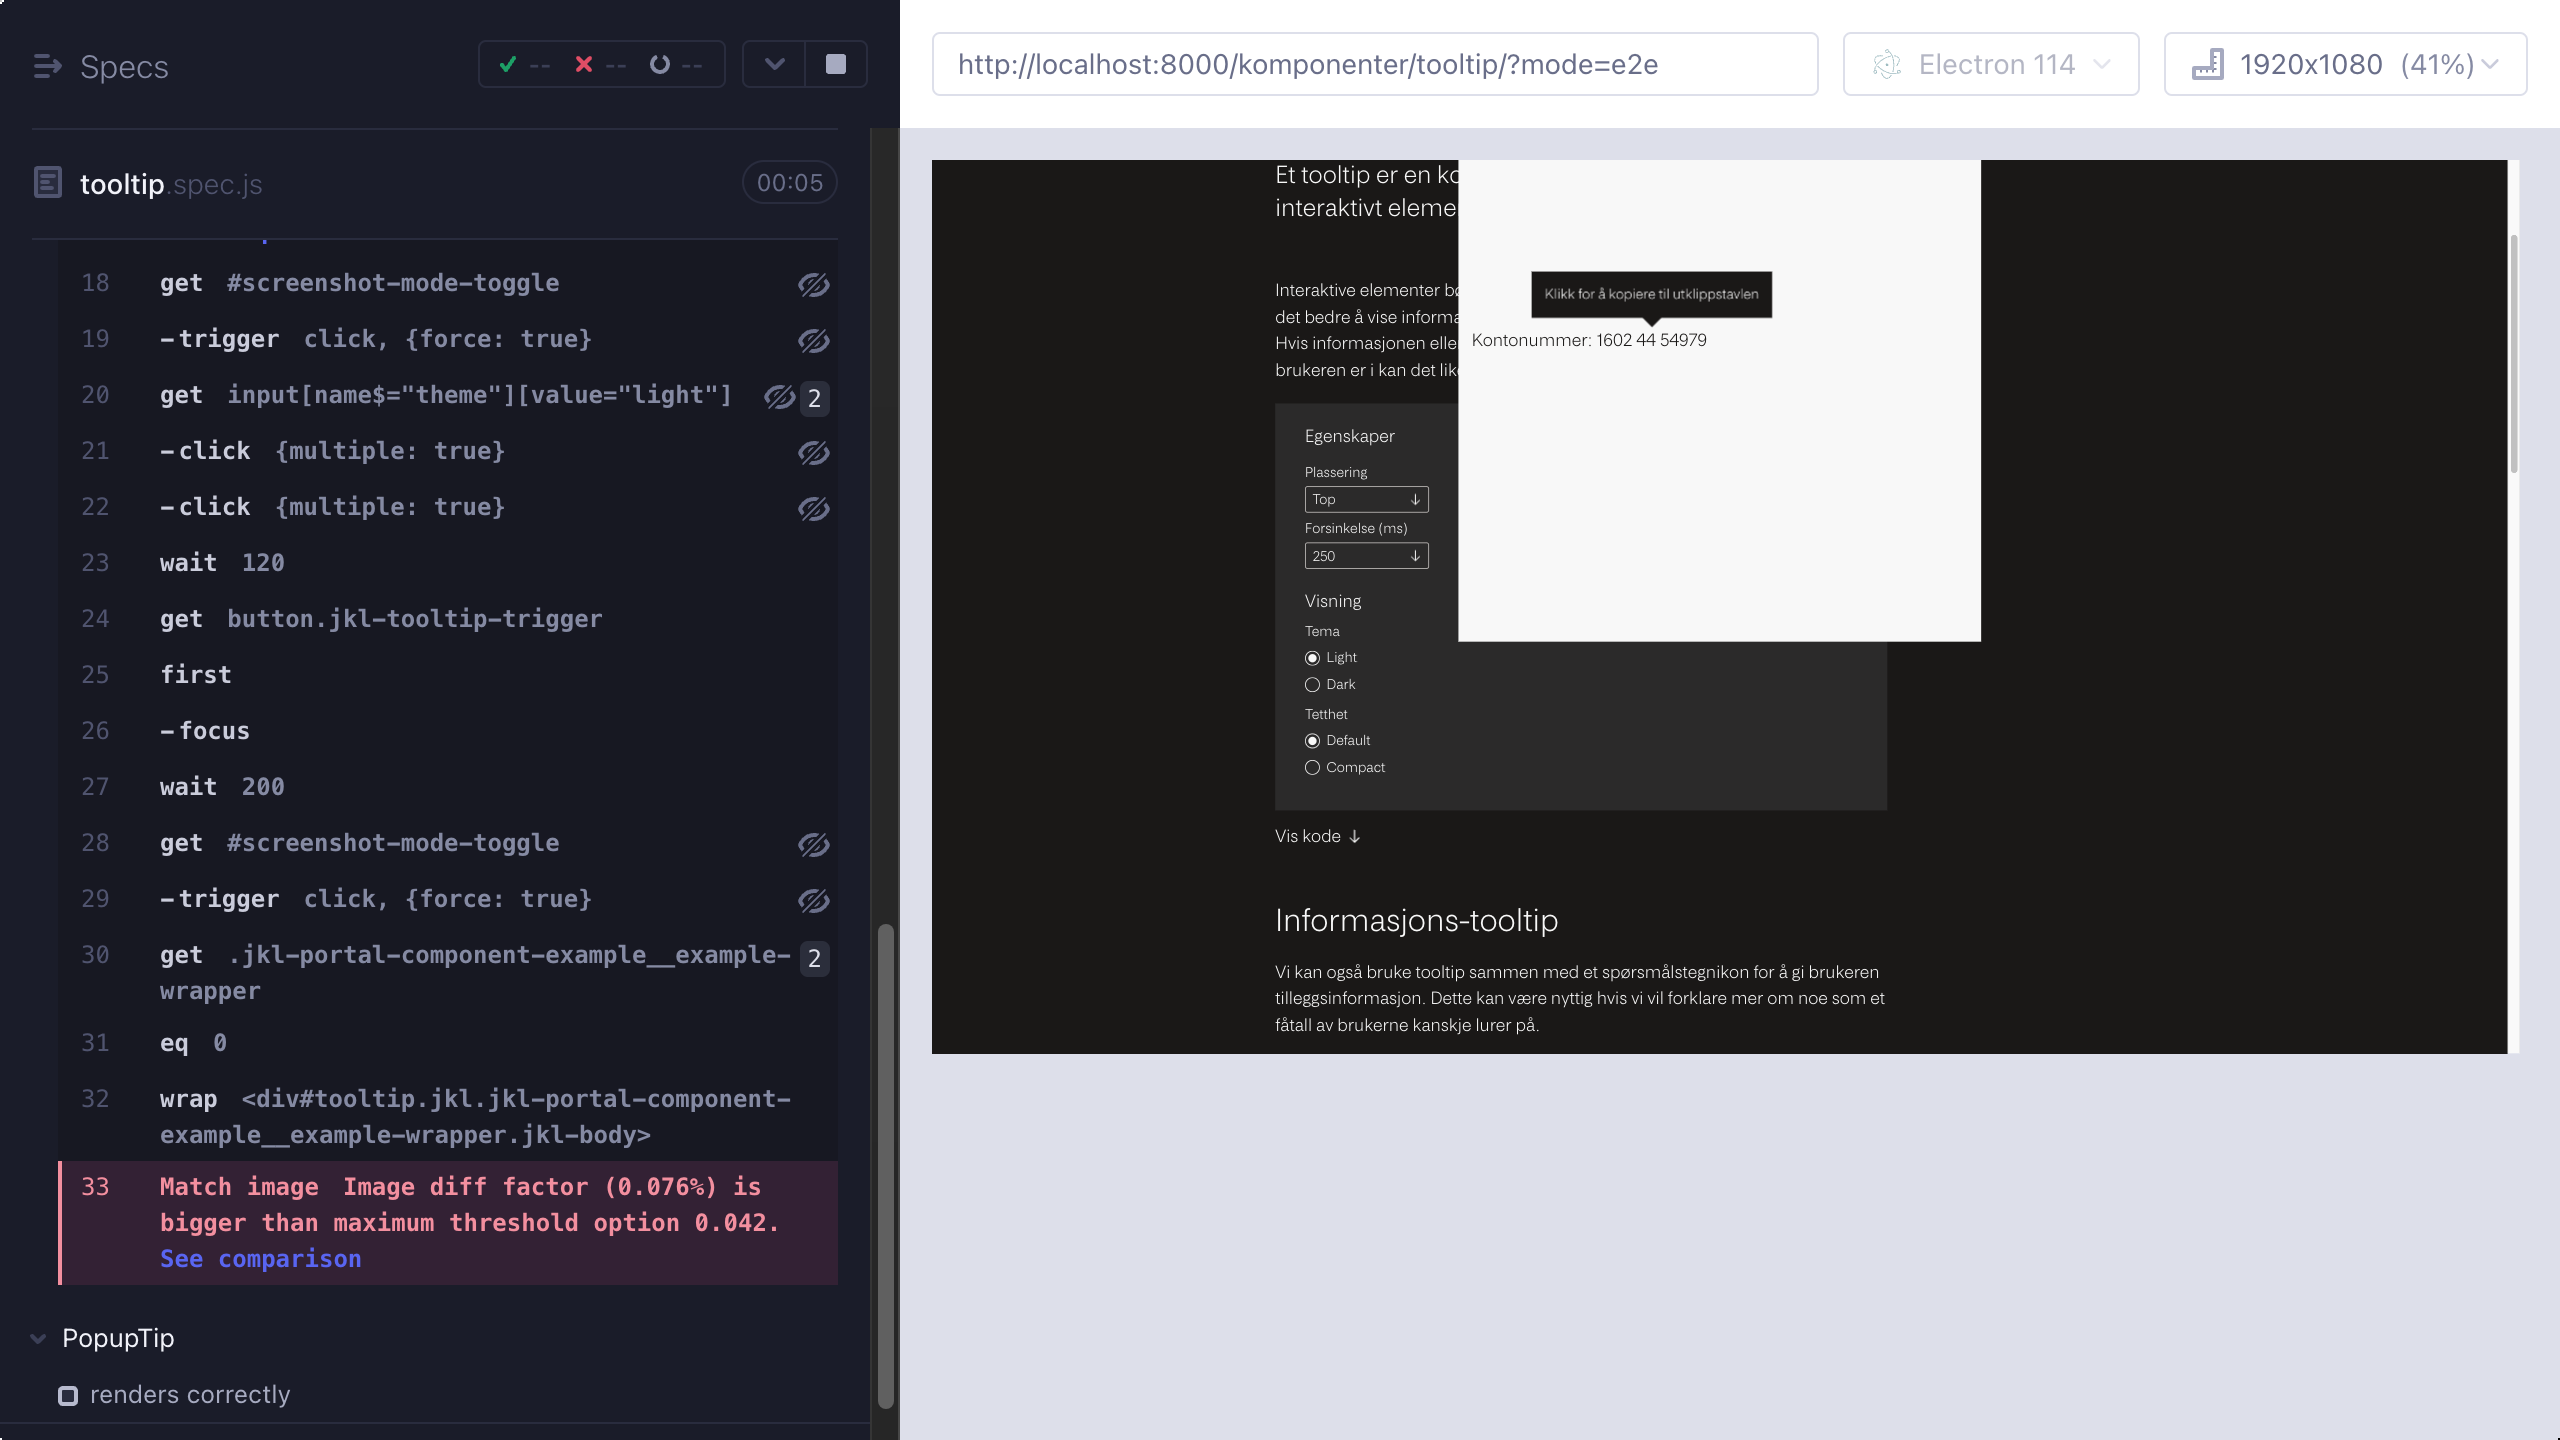 Specs
-- -- --
tooltip.spec.js
00:05
18 get #screenshot-mode-toggle
19 -trigger click, {force: true}
20 get input[name$="theme"][value="light"] 2
21 -click {multiple: true}
22 -click {multiple: true}
23 wait 120
24 get button.jkl-tooltip-trigger
25 first
26 -focus
27 wait 200
28 get #screenshot-mode-toggle
29 -trigger click, {force: true}
30 get .jkl-portal-component-example__example- 2
wrapper
31 eq 0
32 wrap <div#tooltip.jkl.jkl-portal-component-
example__example-wrapper.jkl-body>
33 Match image Image diff factor (0.076%) is
bigger than maximum threshold option 0.042.
See comparison
PopupTip
renders correctly
http://localhost:8000/komponenter/tooltip/?mode=e2e
Electron 114
1920x1080 (41%)
Et tooltip er en ko
interaktivt eleme
Interaktive elementer bø
det bedre å vise informa
Hvis informasjonen elle
brukeren er i kan det lik
Klikk for å kopiere til utklippstavlen
Kontonummer: 1602 44 54979
Egenskaper
Plassering
Top
Forsinkelse (ms)
250
Visning
Tema
Light
Dark
Tetthet
Default
Compact
Vis kode
Informasjons-tooltip
Vi kan også bruke tooltip sammen med et spørsmålstegnikon for å gi brukeren
tilleggsinformasjon. Dette kan være nyttig hvis vi vil forklare mer om noe som et
fåtall av brukerne kanskje lurer på.